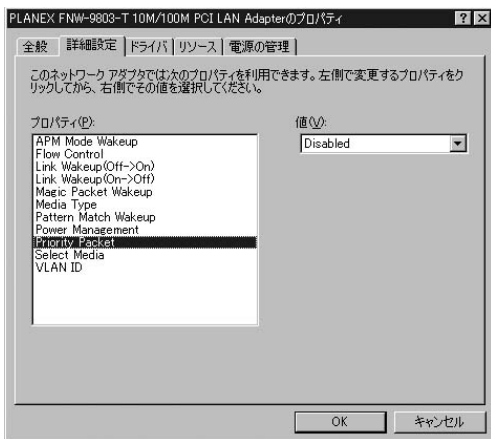 PLANEX FNW-9803-T 10M/100M PCI LAN Adapterのプロパティ
全般 詳細設定 ドライバ リソース 電源の管理
このネットワーク アダプタでは次のプロパティを利用できます。左側で変更するプロパティをク
リックしてから、右側でその値を選択してください。
プロパティ(P):
値(V):
APM Mode Wakeup
Flow Control
Link Wakeup(Off->On)
Link Wakeup(On->Off)
Magic Packet Wakeup
Media Type
Pattern Match Wakeup
Power Management
Priority Packet
Select Media
VLAN ID
Disabled
OK
キャンセル